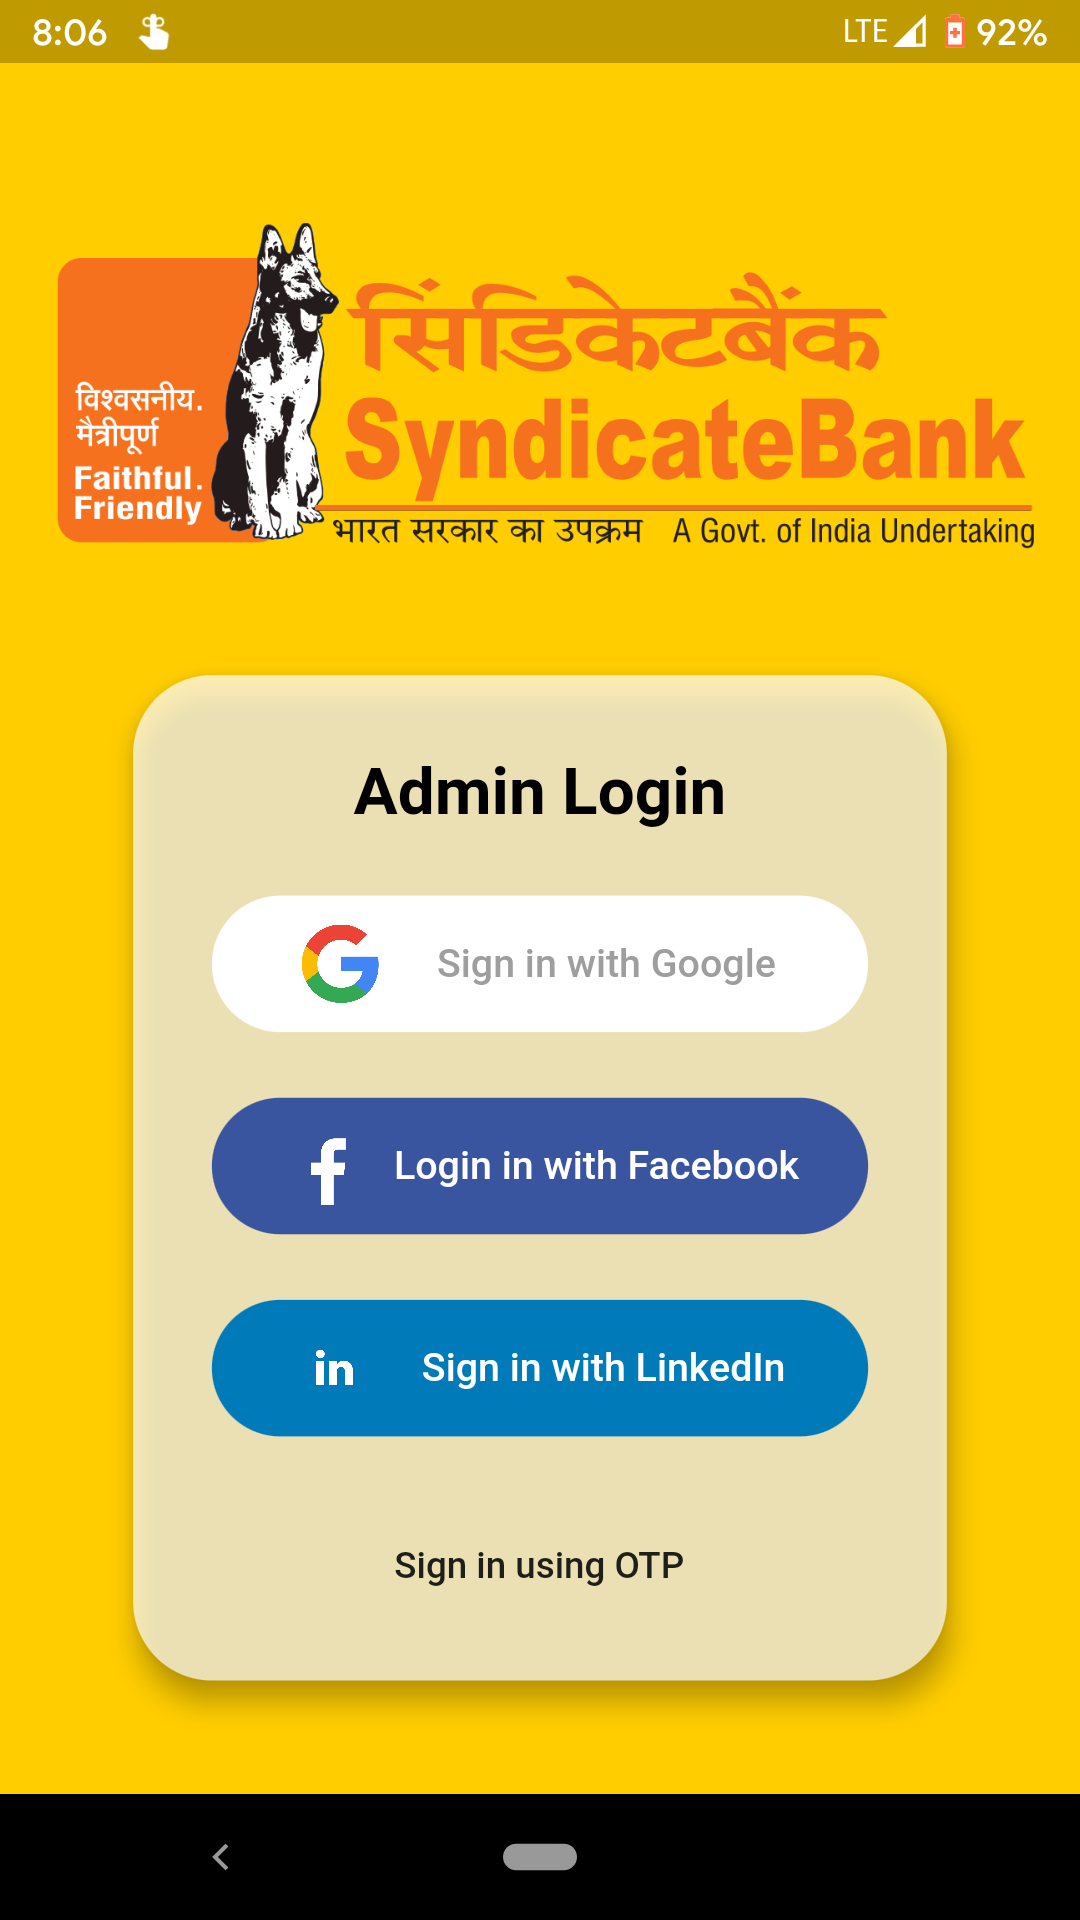 8:06 LTE 92%
सिंडिकेटबैंक
विश्वसनीय.
मैत्रीपूर्ण
SyndicateBank
Faithful.
Friendly
भारत सरकार का उपक्रम A Govt. of India Undertaking
Admin Login
Sign in with Google
Login in with Facebook
in Sign in with LinkedIn
Sign in using OTP